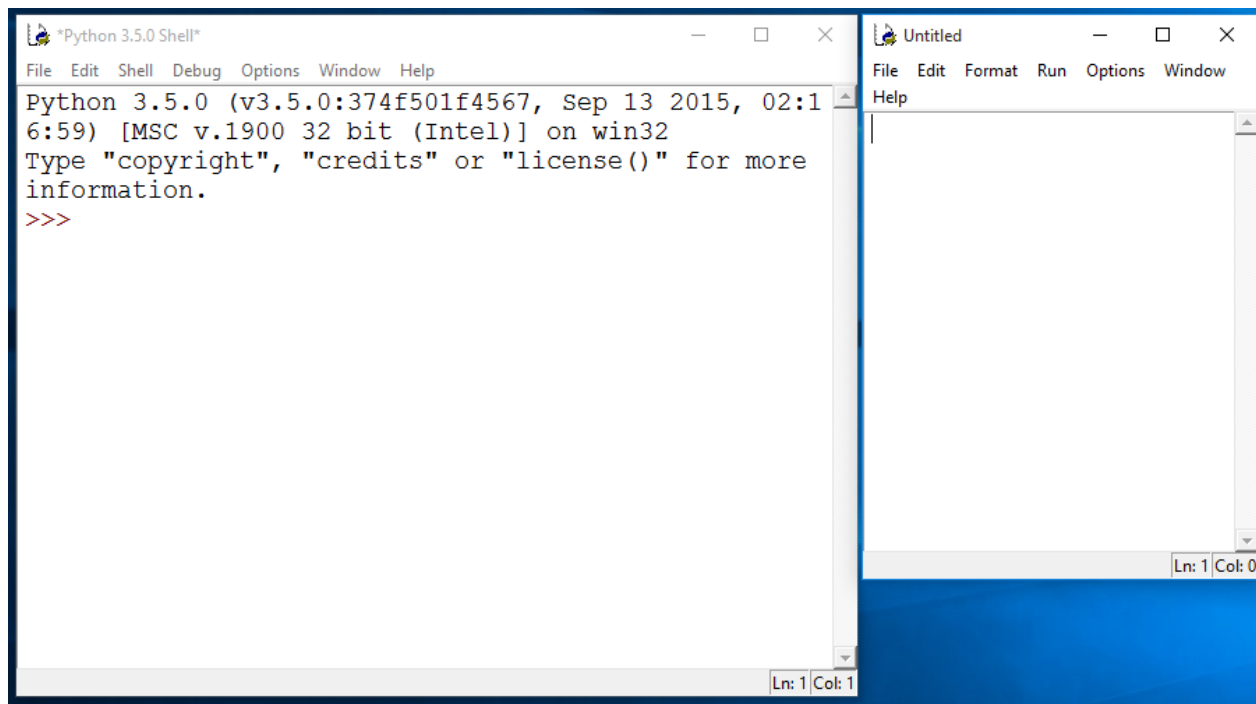 *Python 3.5.0 Shell*
File Edit Shell Debug Options Window Help
Python 3.5.0 (v3.5.0:374f501f4567, Sep 13 2015, 02:1
6:59) [MSC v.1900 32 bit (Intel)] on win32
Type "copyright", "credits" or "license()" for more
information.
>>>
Ln: 1 Col: 1
Untitled
File Edit Format Run Options Window
Help
Ln: 1 Col: 0